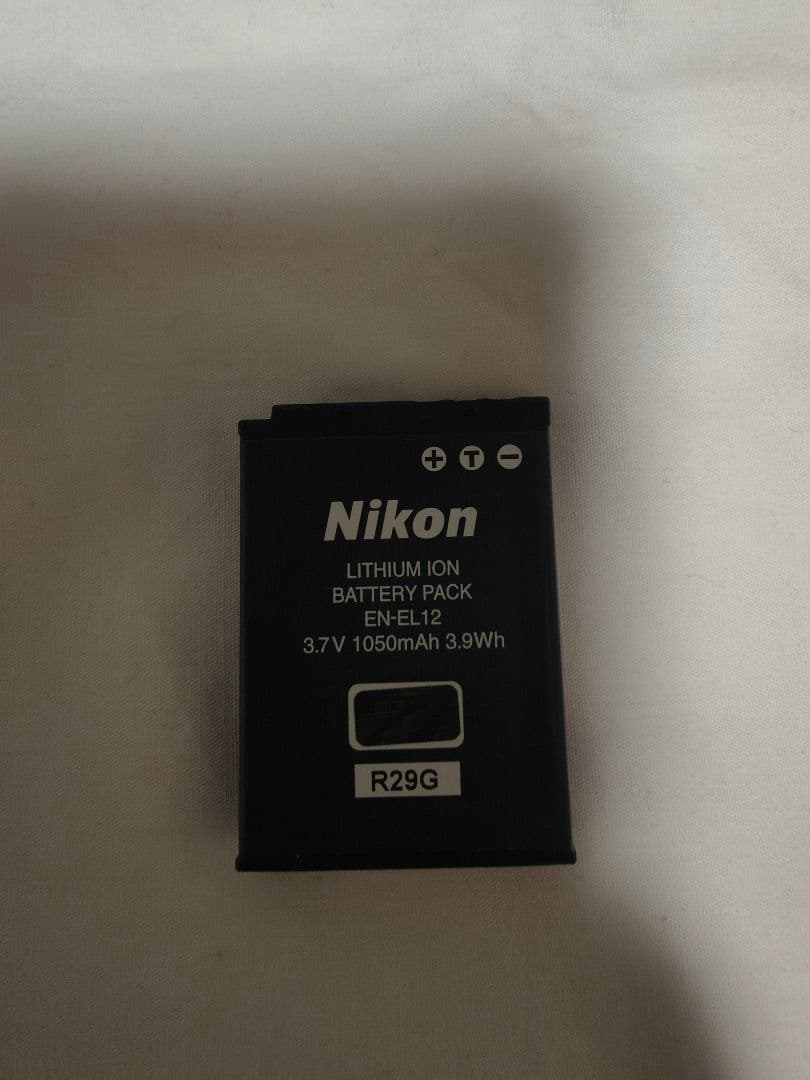 + T −
Nikon
LITHIUM ION
BATTERY PACK
EN-EL12
3.7V 1050mAh 3.9Wh
R29G